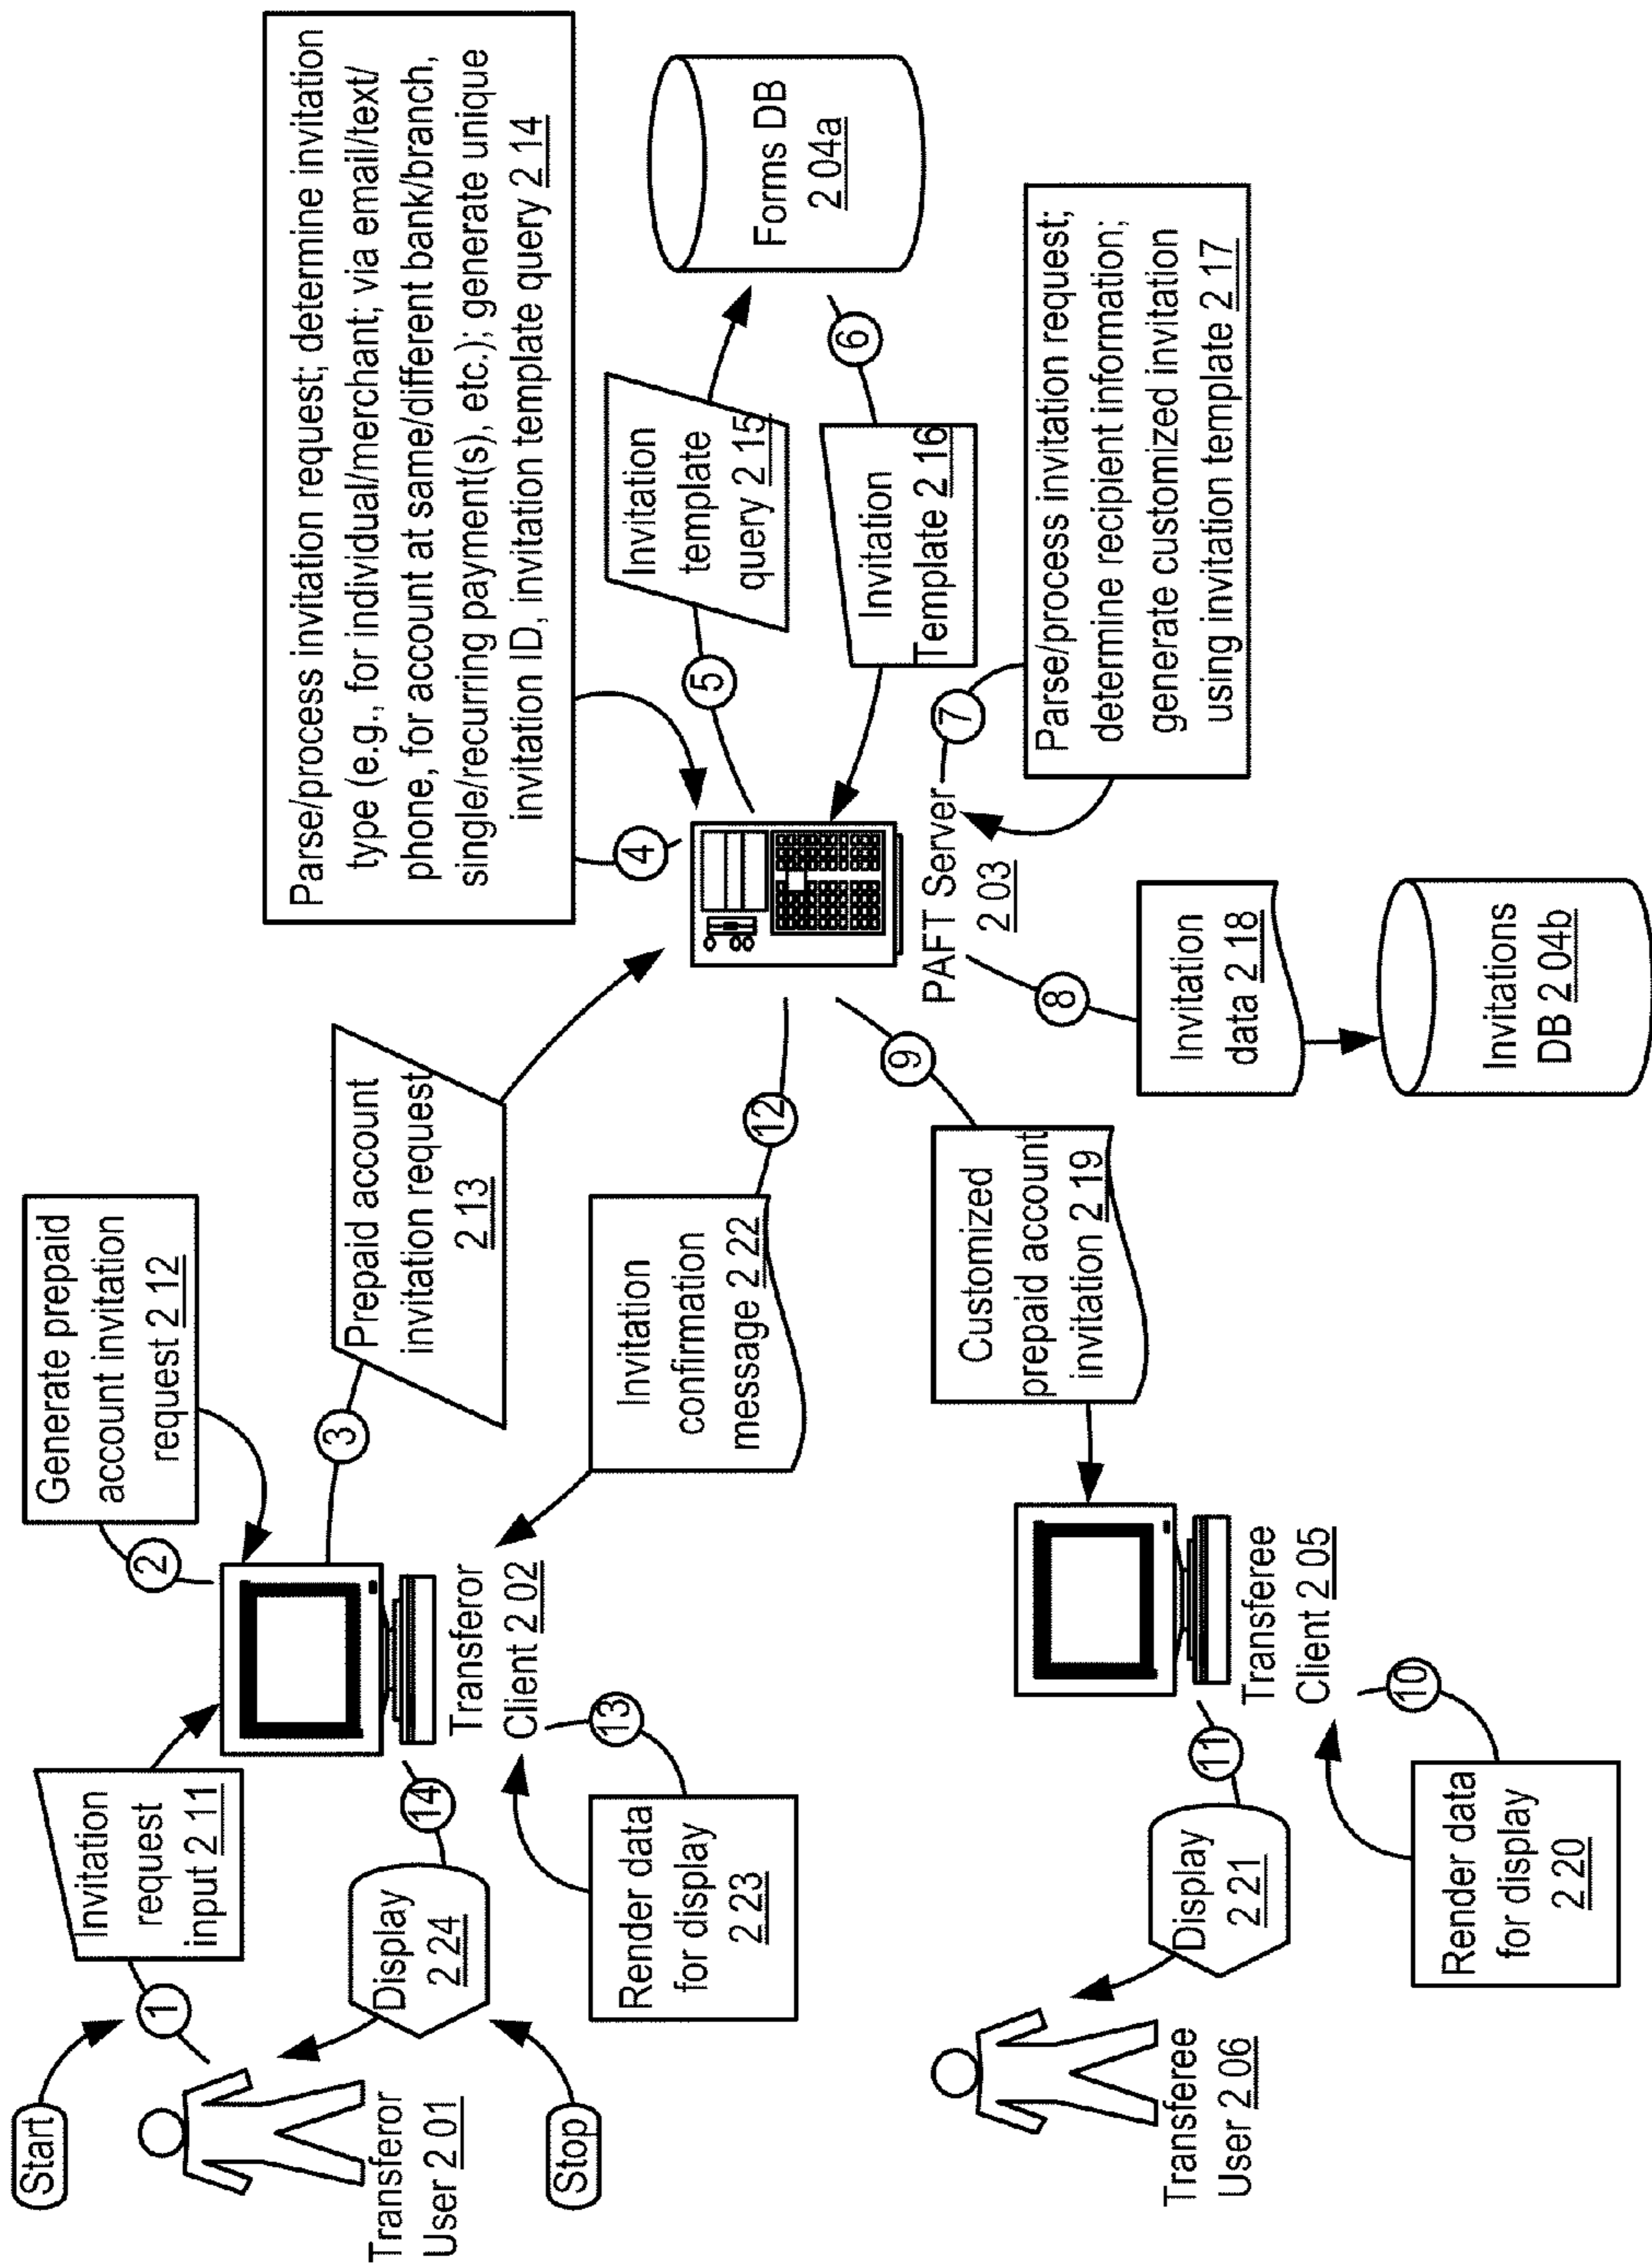 Start
1
Invitation
request
input 2 11
2
Generate prepaid
account invitation
request 2 12
Transferor
User 2 01
Stop
Display
2 24
14
Transferor
Client 2 02
13
Render data
for display
2 23
3
Prepaid account
invitation request
2 13
Invitation
confirmation
message 2 22
12
Parse/process invitation request; determine invitation
type (e.g., for individual/merchant; via email/text/
phone, for account at same/different bank/branch,
single/recurring payment(s), etc.); generate unique
invitation ID, invitation template query 2 14
4
5
Invitation
template
query 2 15
Forms DB
2 04a
6
Invitation
Template 2 16
PAFT Server
2 03
7
Parse/process invitation request;
determine recipient information;
generate customized invitation
using invitation template 2 17
8
Invitation
data 2 18
Invitations
DB 2 04b
9
Customized
prepaid account
invitation 2 19
Transferee
Client 2 05
10
Render data
for display
2 20
11
Display
2 21
Transferee
User 2 06